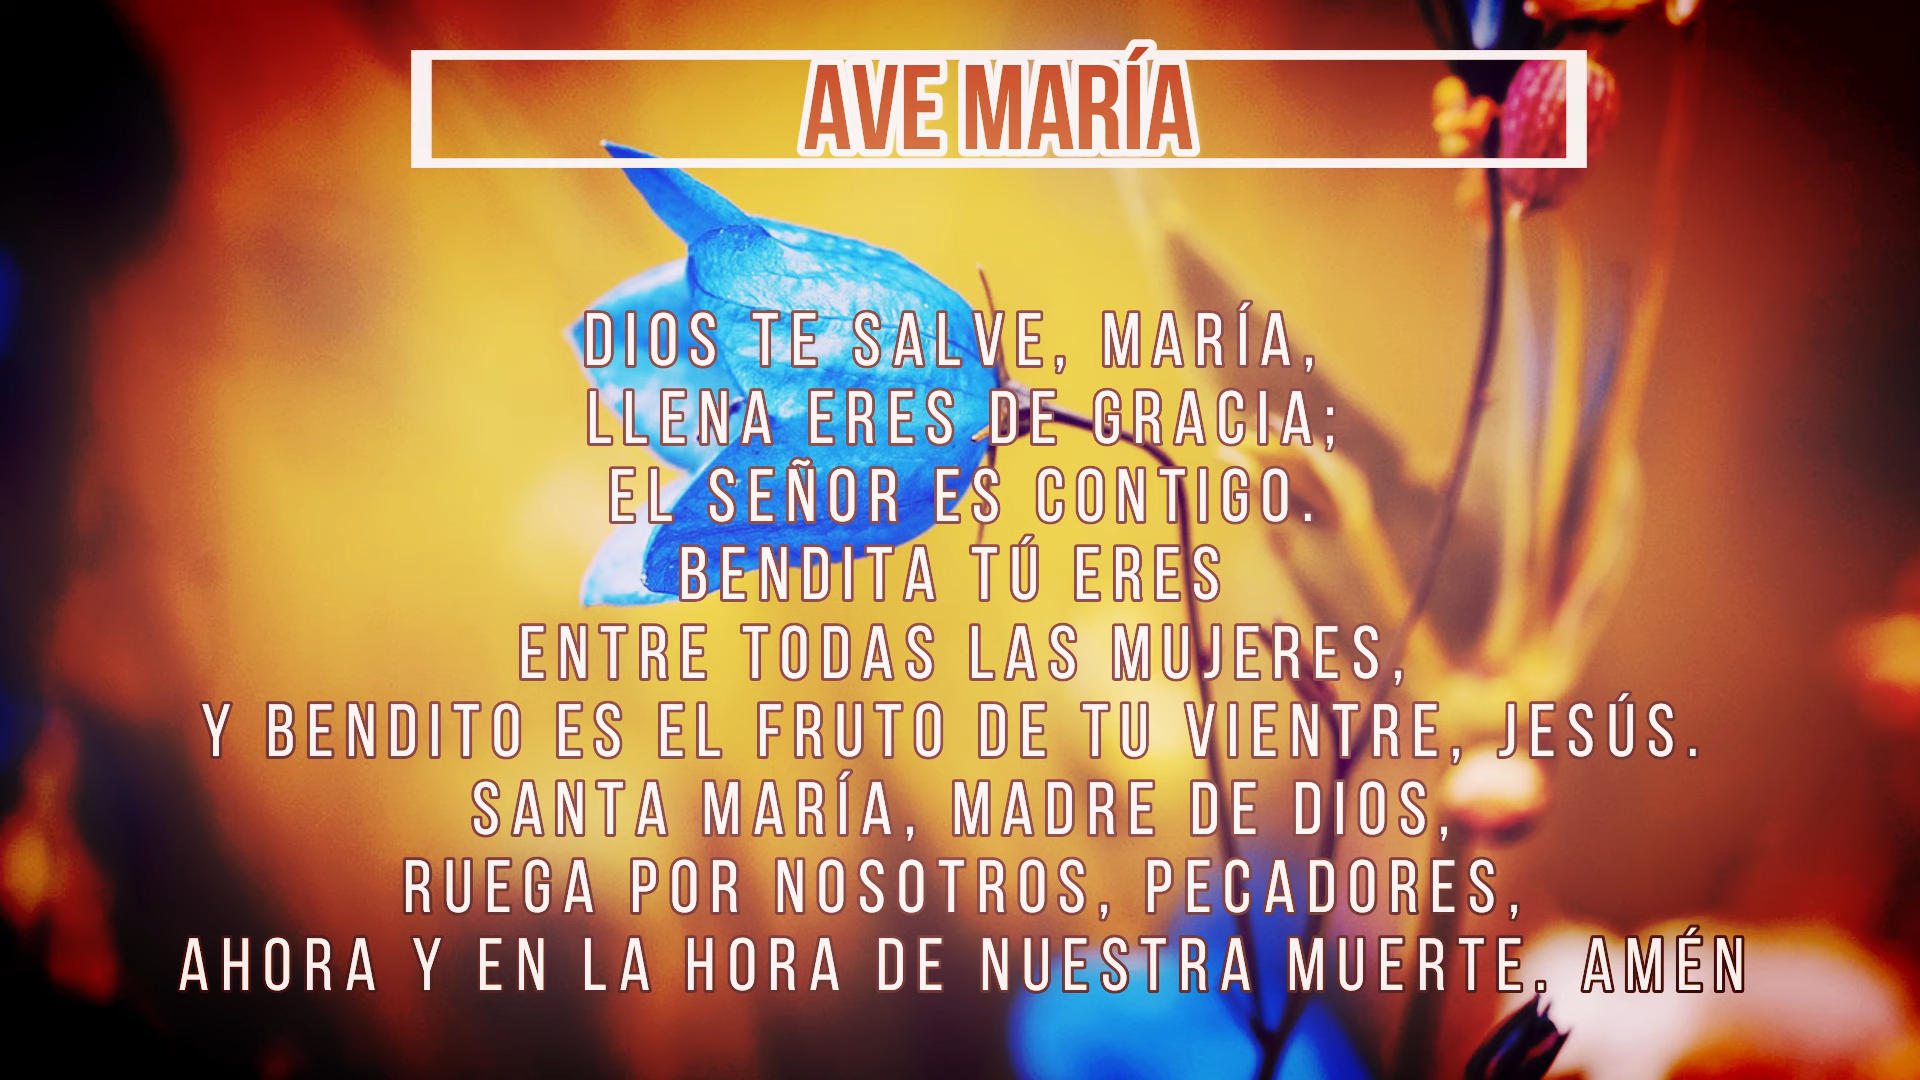 AVE MARÍA
DIOS TE SALVE, MARÍA,
LLENA ERES DE GRACIA;
EL SEÑOR ES CONTIGO.
BENDITA TÚ ERES
ENTRE TODAS LAS MUJERES,
Y BENDITO ES EL FRUTO DE TU VIENTRE, JESÚS.
SANTA MARÍA, MADRE DE DIOS,
RUEGA POR NOSOTROS, PECADORES,
AHORA Y EN LA HORA DE NUESTRA MUERTE. AMÉN